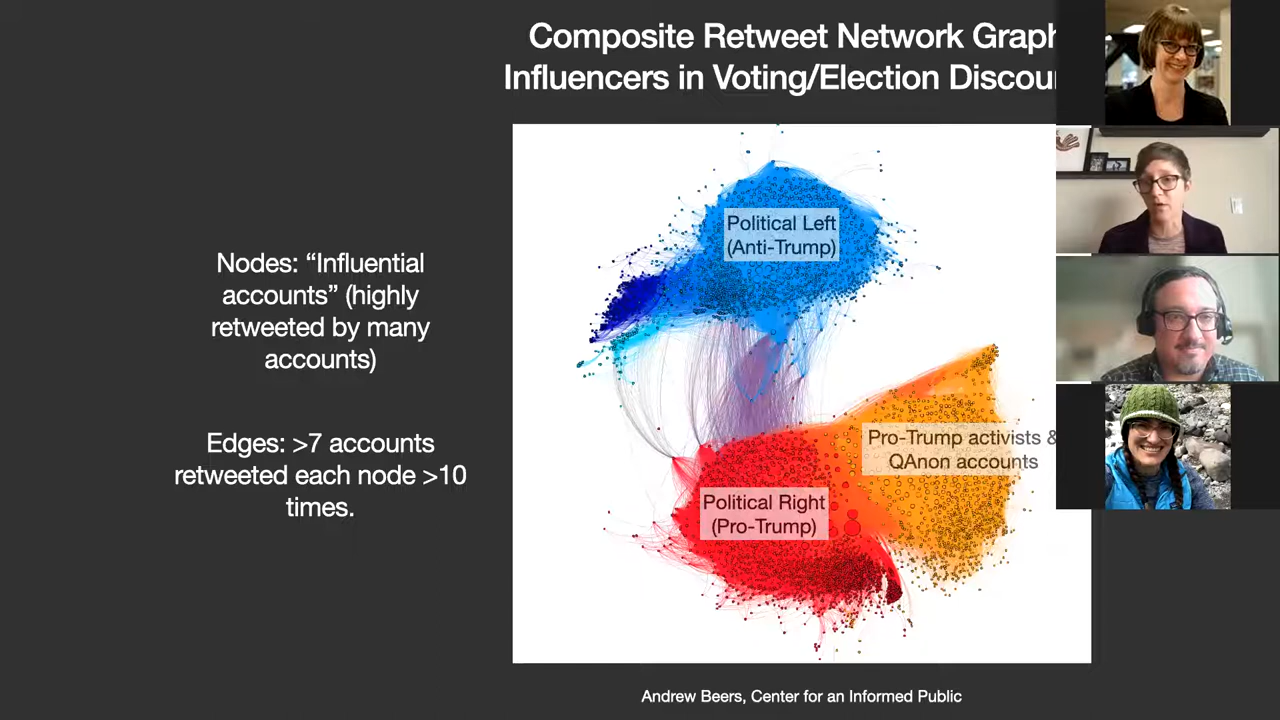 Composite Retweet Network Graph
Influencers in Voting/Election
Nodes: “Influential
accounts” (highly
retweeted by many
accounts)
Edges: >7 accounts
retweeted each node >10
times.
Political Left
(Anti-Trump)
Pro-Trump activists &
QAnon accounts
Political Right
(Pro-Trump)
Andrew Beers, Center for an Informed Public